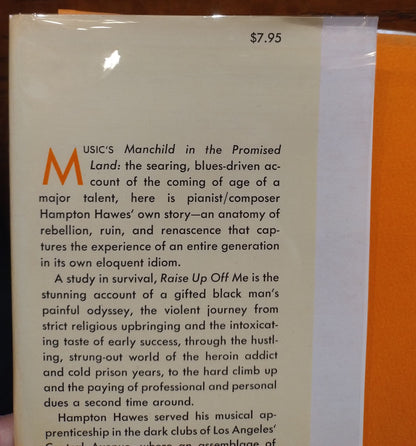 $7.95
MUSIC'S Manchild in the Promised
Land: the searing, blues-driven ac-
count of the coming of age of a
major talent, here is pianist/composer
Hampton Hawes' own story—an anatomy of
rebellion, ruin, and renascence that cap-
tures the experience of an entire generation
in its own eloquent idiom.
A study in survival, Raise Up Off Me is the
stunning account of a gifted black man's
painful odyssey, the violent journey from
strict religious upbringing and the intoxicat-
ing taste of early success, through the hustl-
ing, strung-out world of the heroin addict
and cold prison years, to the hard climb up
and the paying of professional and personal
dues a second time around.
Hampton Hawes served his musical ap-
prenticeship in the dark clubs of Los Angeles'
Central Avenue, where an assemblage of